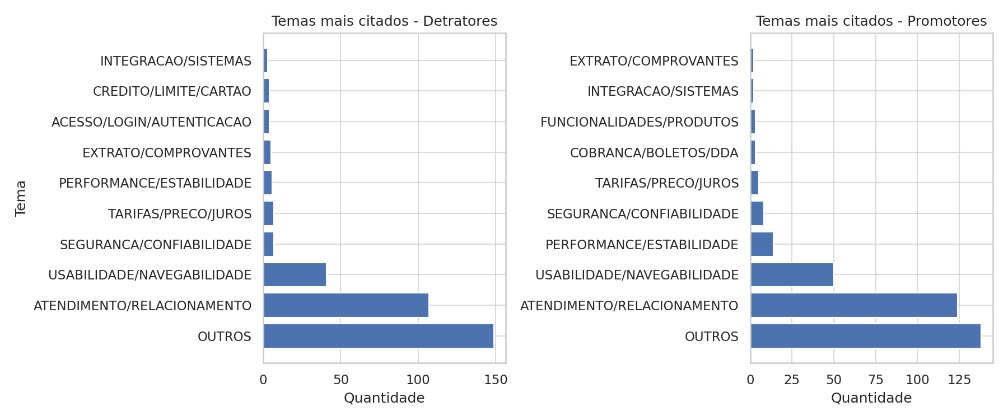 Temas mais citados - Detratores
Tema
INTEGRACAO/SISTEMAS
CREDITO/LIMITE/CARTAO
ACESSO/LOGIN/AUTENTICACAO
EXTRATO/COMPROVANTES
PERFORMANCE/ESTABILIDADE
TARIFAS/PRECO/JUROS
SEGURANCA/CONFIABILIDADE
USABILIDADE/NAVEGABILIDADE
ATENDIMENTO/RELACIONAMENTO
OUTROS
0 50 100 150
Quantidade
Temas mais citados - Promotores
EXTRATO/COMPROVANTES
INTEGRACAO/SISTEMAS
FUNCIONALIDADES/PRODUTOS
COBRANCA/BOLETOS/DDA
TARIFAS/PRECO/JUROS
SEGURANCA/CONFIABILIDADE
PERFORMANCE/ESTABILIDADE
USABILIDADE/NAVEGABILIDADE
ATENDIMENTO/RELACIONAMENTO
OUTROS
0 25 50 75 100 125
Quantidade